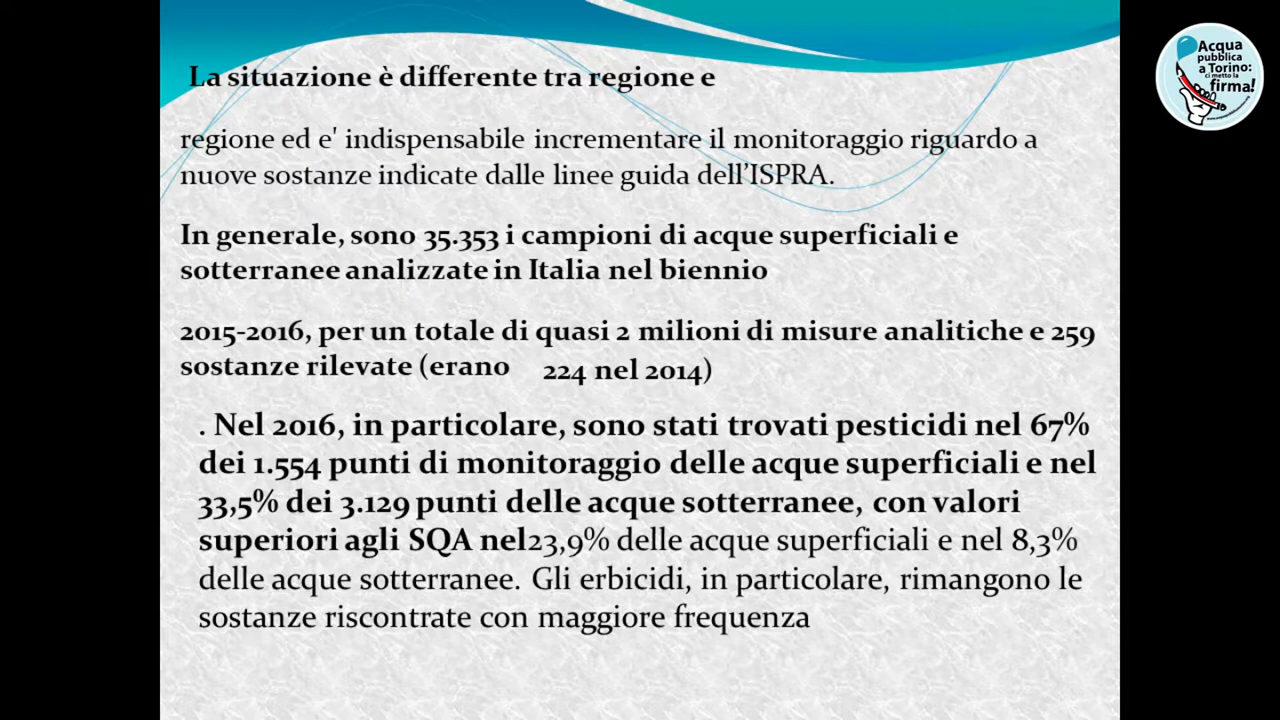 La situazione è differente tra regione e
regione ed e' indispensabile incrementare il monitoraggio riguardo a
nuove sostanze indicate dalle linee guida dell'ISPRA.
In generale, sono 35.353 i campioni di acque superficiali e
sotterranee analizzate in Italia nel biennio
2015-2016, per un totale di quasi 2 milioni di misure analitiche e 259
sostanze rilevate (erano 224 nel 2014)
. Nel 2016, in particolare, sono stati trovati pesticidi nel 67%
dei 1.554 punti di monitoraggio delle acque superficiali e nel
33,5% dei 3.129 punti delle acque sotterranee, con valori
superiori agli SQA nel23,9% delle acque superficiali e nel 8,3%
delle acque sotterranee. Gli erbicidi, in particolare, rimangono le
sostanze riscontrate con maggiore frequenza
Acqua
pubblica
a Torino:
ci metto la
firma!